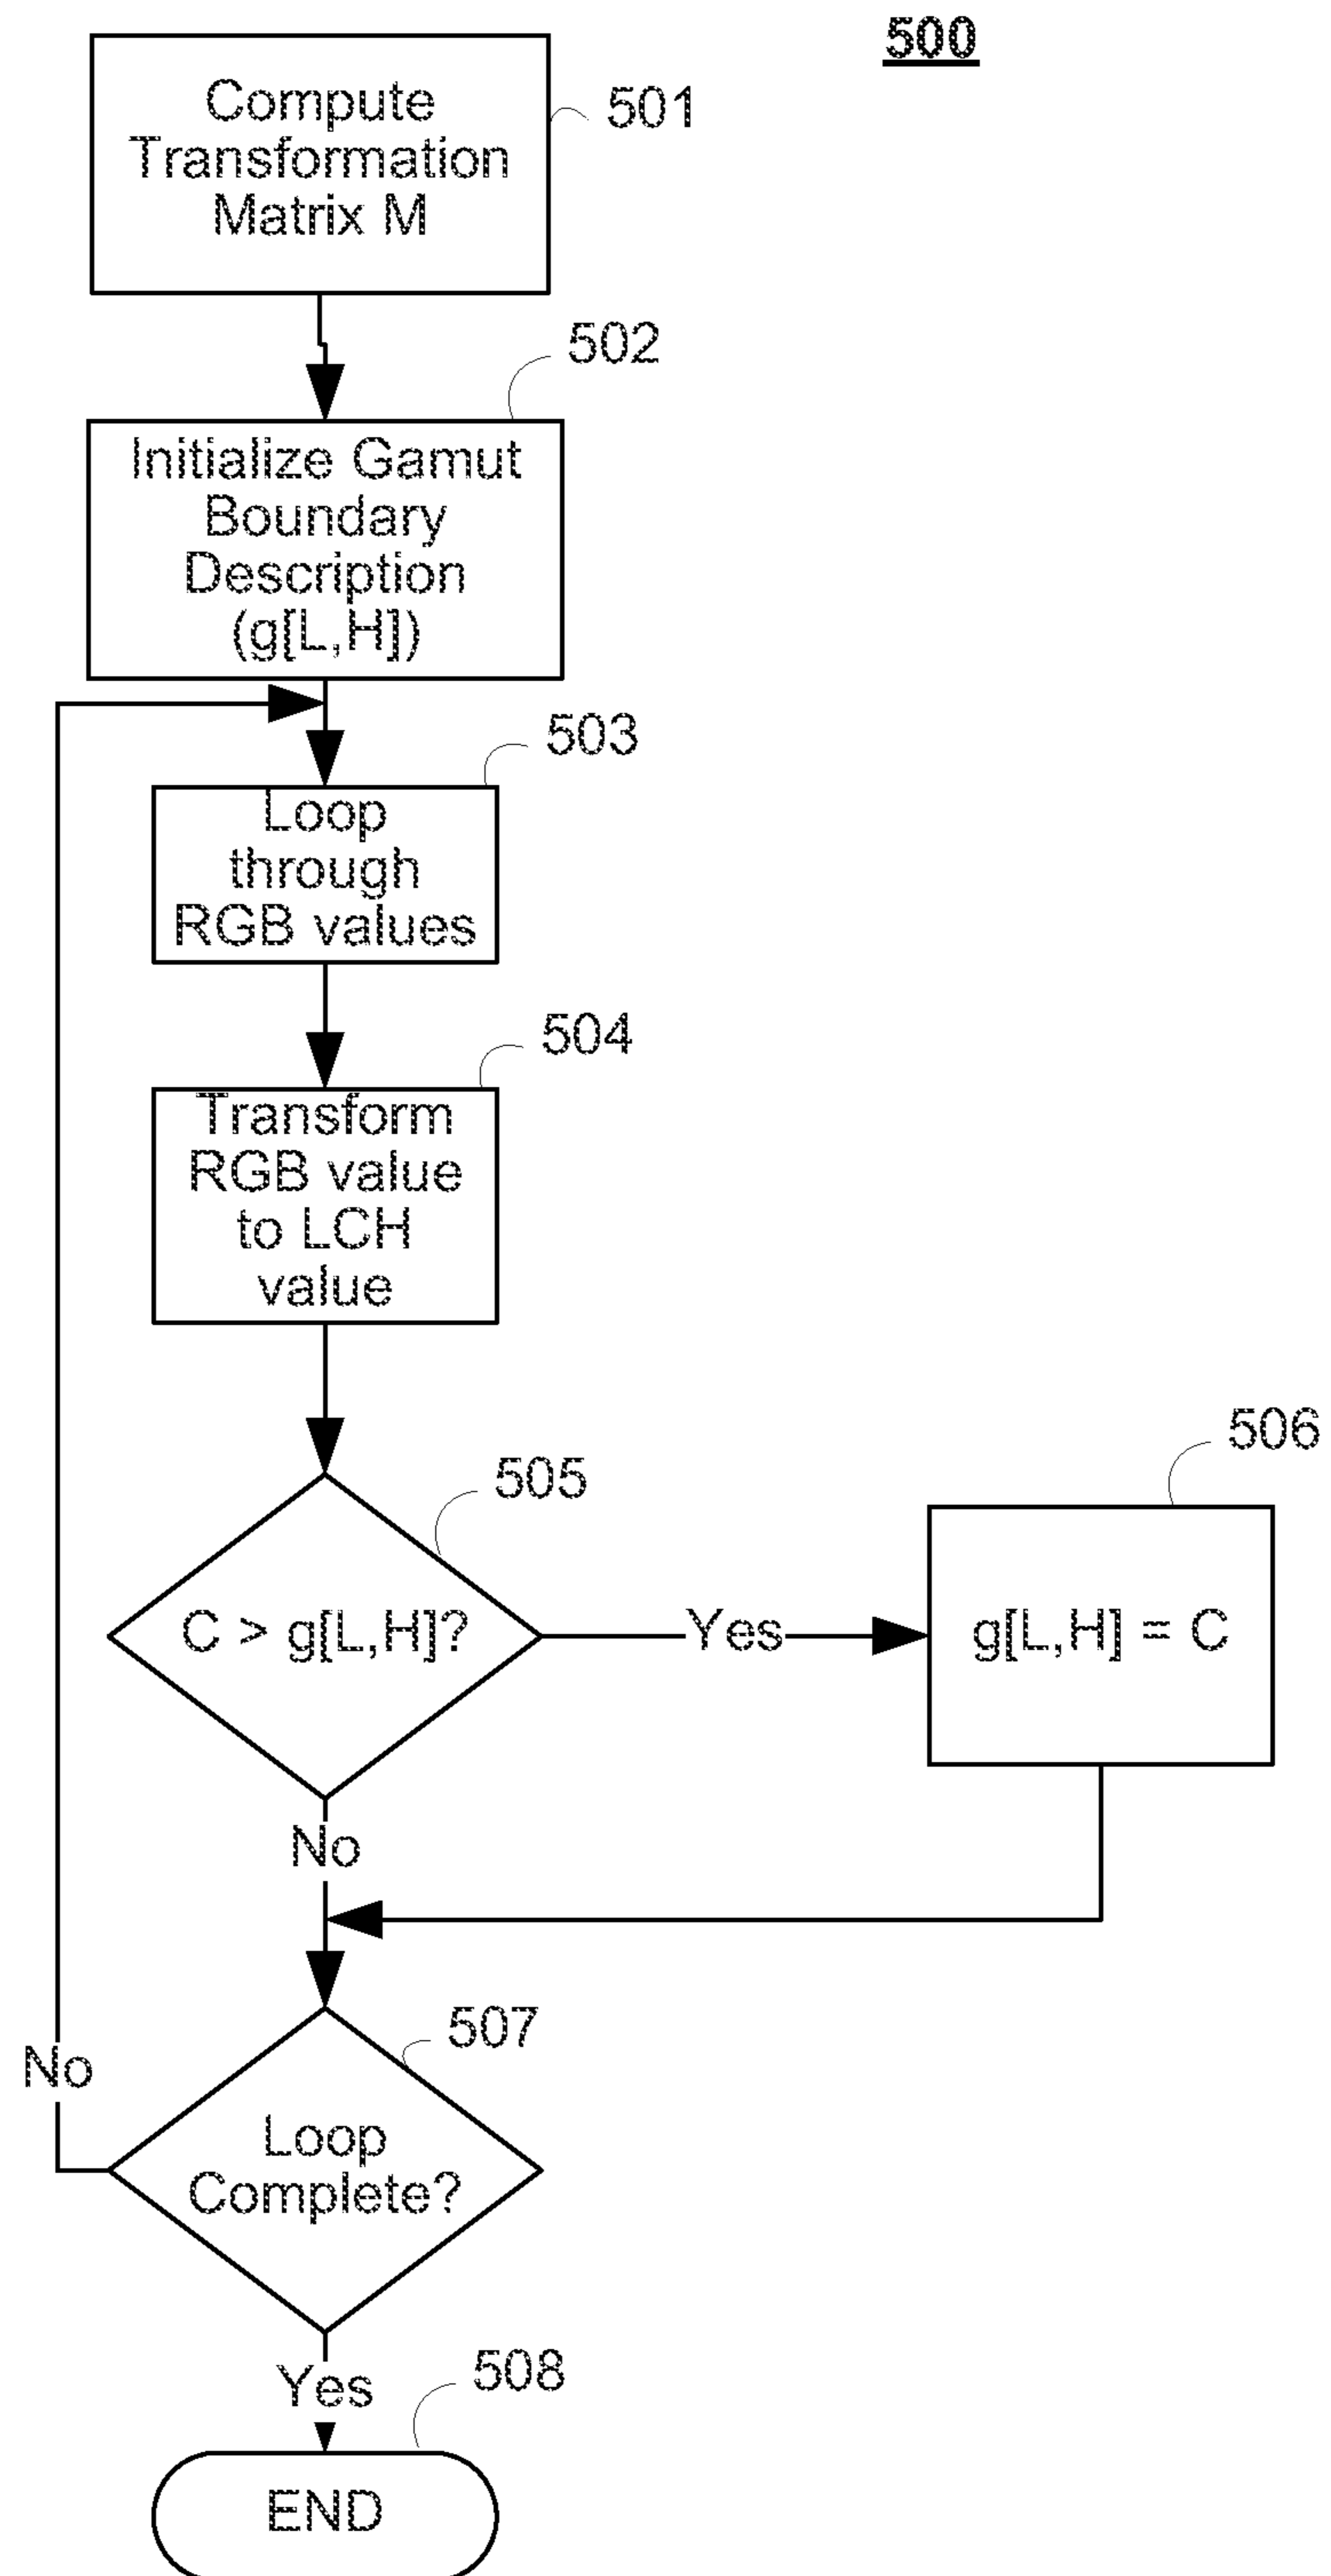 500
Compute
Transformation
Matrix M
501
502
Initialize Gamut
Boundary
Description
(g[L,H])
503
Loop
through
RGB values
504
Transform
RGB value
to LCH
value
505
506
C > g[L,H]?
Yes
g[L,H] = C
No
507
No
Loop
Complete?
Yes
508
END